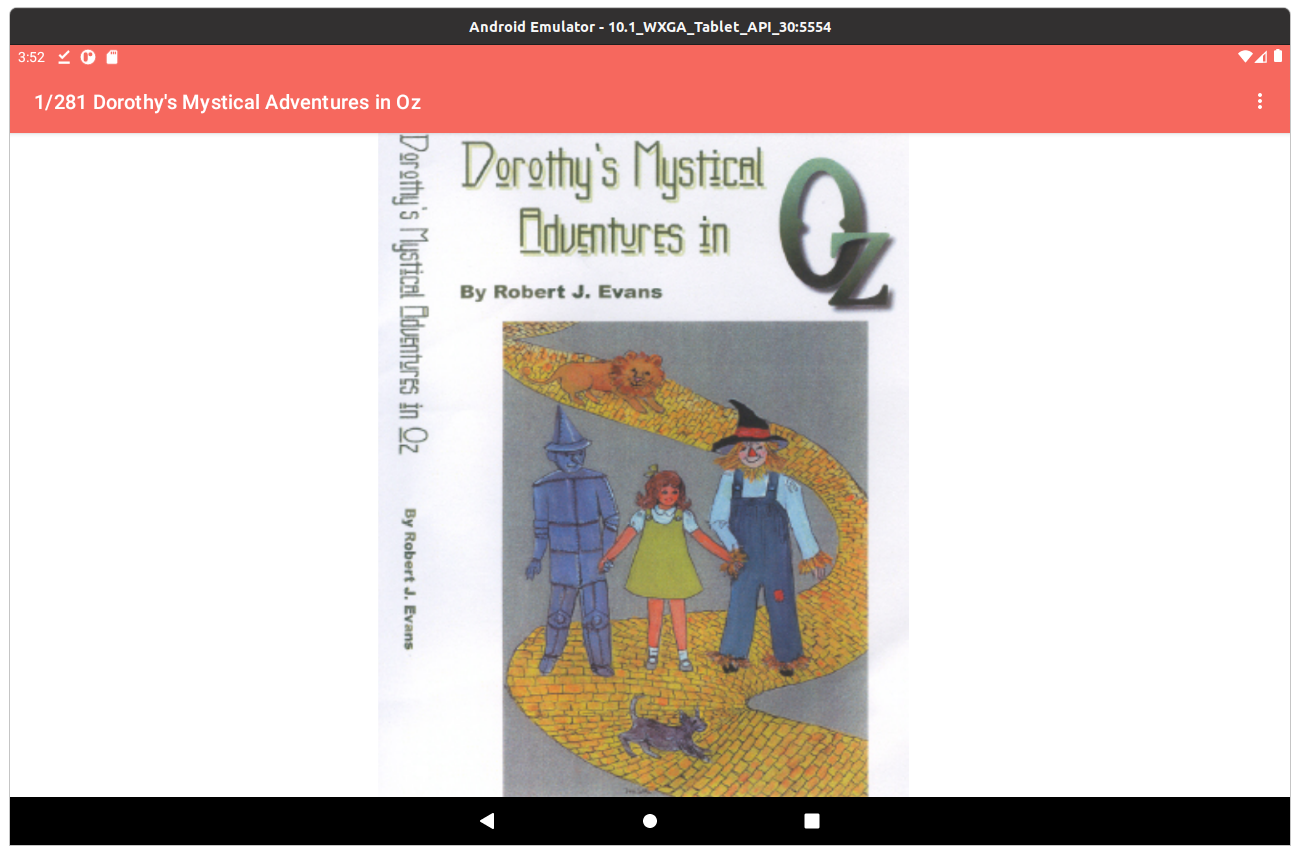 Android Emulator - 10.1_WXGA_Tablet_API_30:5554
3:52
1/281 Dorothy's Mystical Adventures in Oz
Dorothy's Mystical Adventures in Oz
By Robert J. Evans
Dorothy's Mystical
Adventures in
Oz
By Robert J. Evans